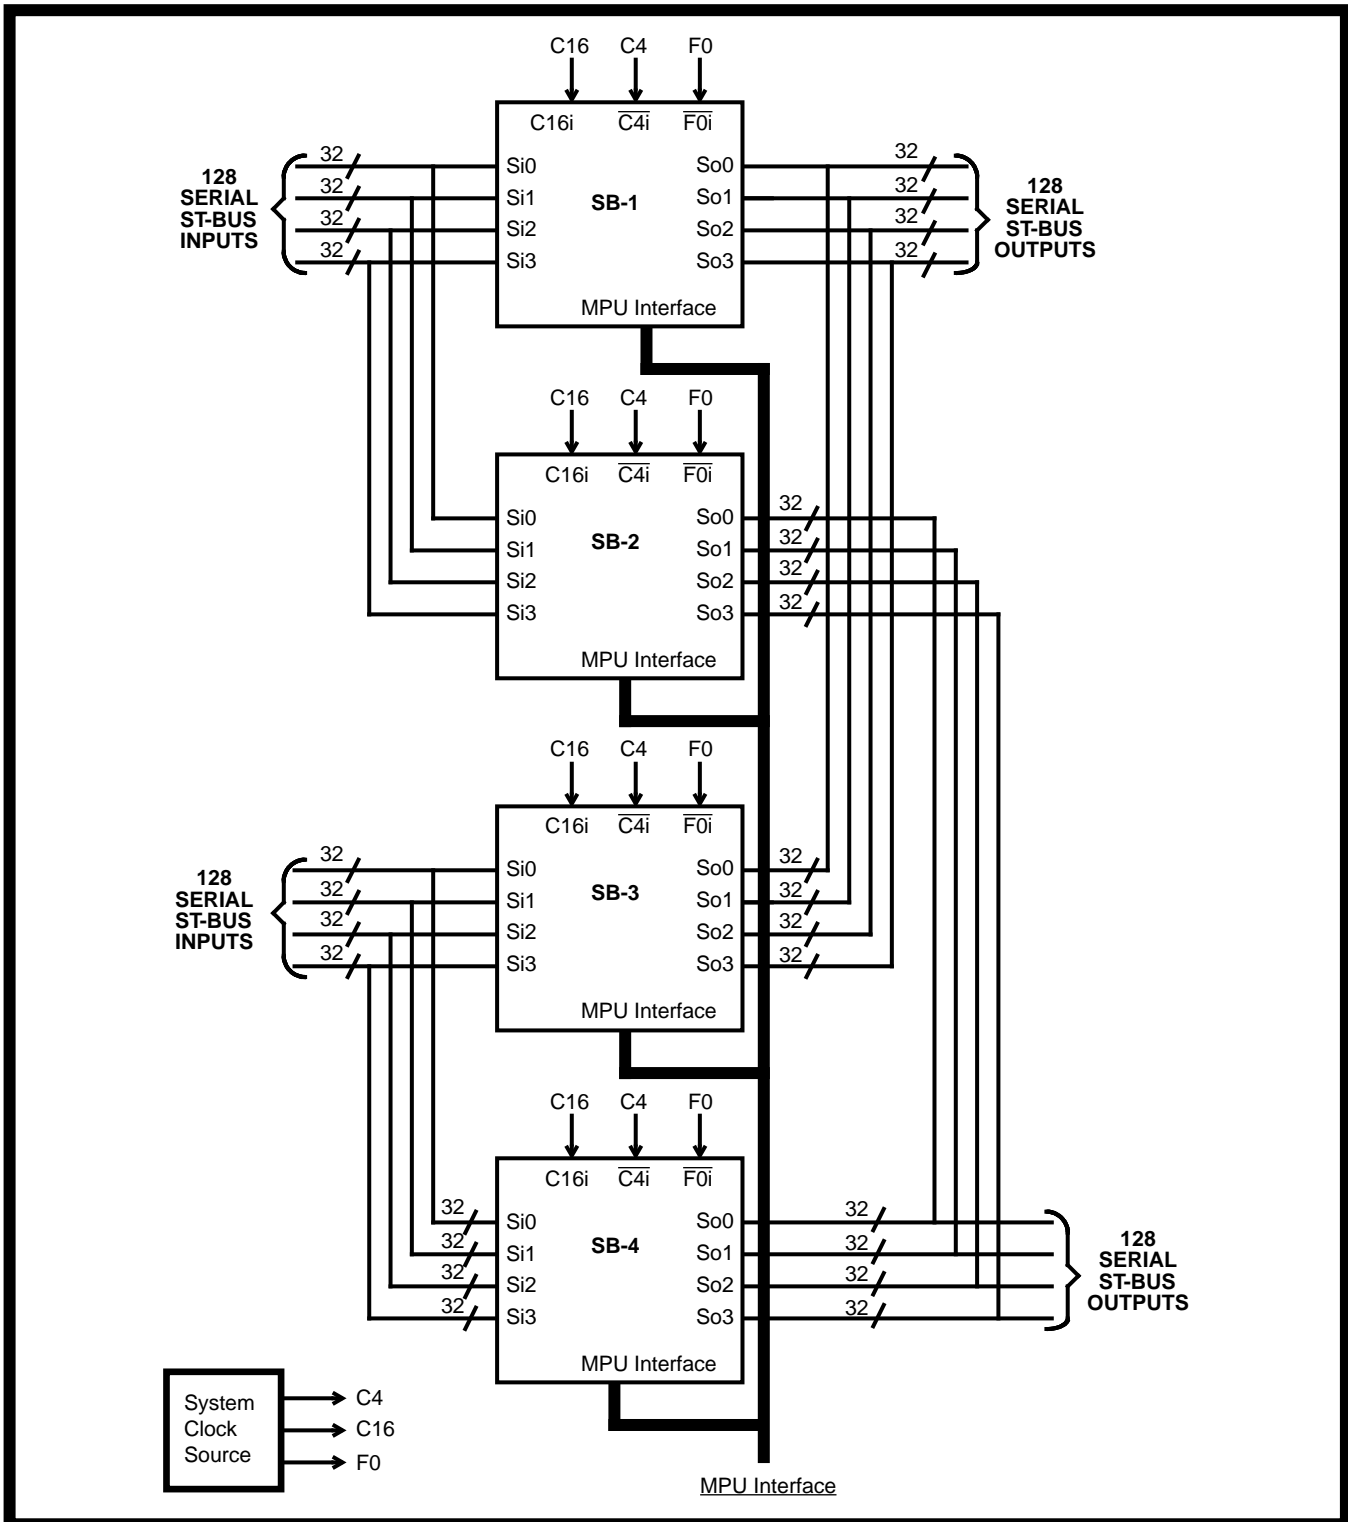 C16 C4 F0
C16i C4i F0i
128
SERIAL
ST-BUS
INPUTS
32
32
32
32
Si0
Si1
Si2
Si3
SB-1
So0
So1
So2
So3
MPU Interface
32
32
32
32
128
SERIAL
ST-BUS
OUTPUTS
C16 C4 F0
C16i C4i F0i
Si0
Si1
Si2
Si3
SB-2
So0
So1
So2
So3
MPU Interface
32
32
32
32
C16 C4 F0
C16i C4i F0i
128
SERIAL
ST-BUS
INPUTS
32
32
32
32
Si0
Si1
Si2
Si3
SB-3
So0
So1
So2
So3
MPU Interface
32
32
32
32
C16 C4 F0
C16i C4i F0i
32
32
32
32
Si0
Si1
Si2
Si3
SB-4
So0
So1
So2
So3
MPU Interface
32
32
32
32
128
SERIAL
ST-BUS
OUTPUTS
System
Clock
Source
C4
C16
F0
MPU Interface